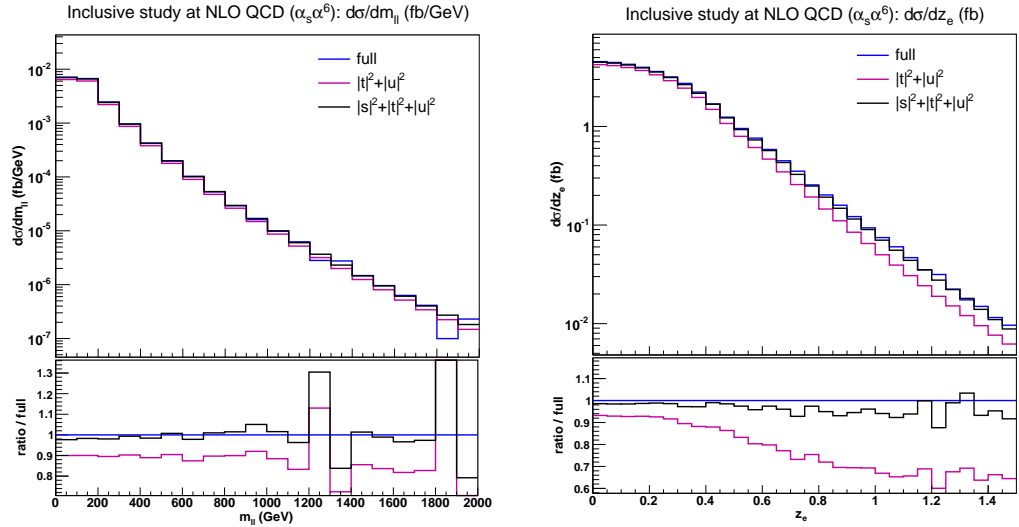 Inclusive study at NLO QCD (αₛα⁶): dσ/dmₗₗ (fb/GeV)
dσ/dmₗₗ (fb/GeV)
10⁻²
10⁻³
10⁻⁴
10⁻⁵
10⁻⁶
10⁻⁷
full
|t|²+|u|²
|s|²+|t|²+|u|²
ratio / full
1.3
1.2
1.1
1
0.9
0.8
0 200 400 600 800 1000 1200 1400 1600 1800 2000
mₗₗ (GeV)
Inclusive study at NLO QCD (αₛα⁶): dσ/dzₑ (fb)
dσ/dzₑ (fb)
1
10⁻¹
10⁻²
full
|t|²+|u|²
|s|²+|t|²+|u|²
ratio / full
1.1
1
0.9
0.8
0.7
0.6
0 0.2 0.4 0.6 0.8 1 1.2 1.4
zₑ